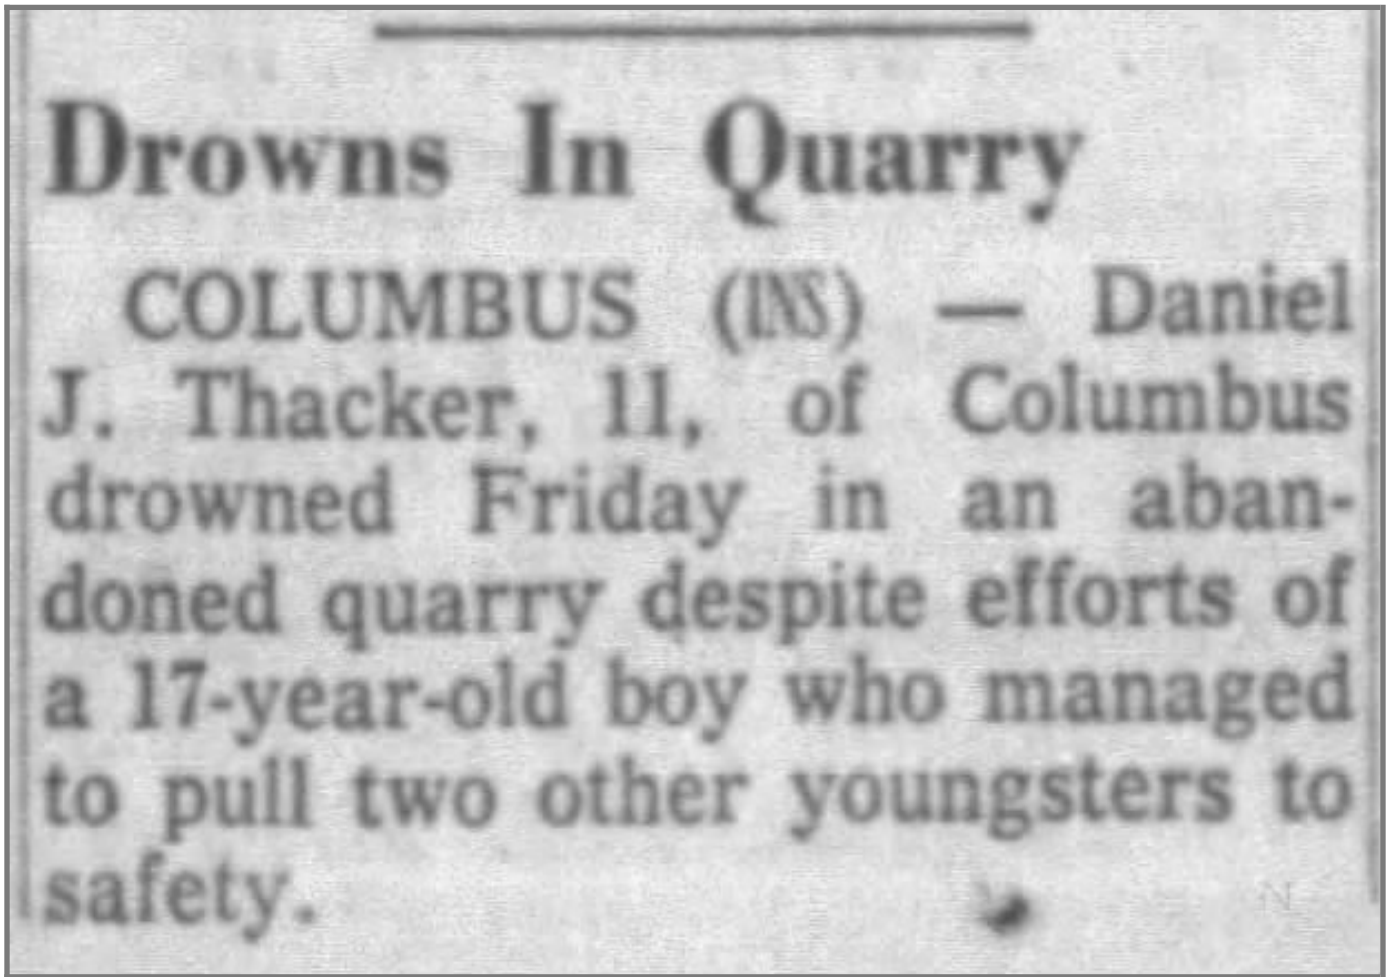 Drowns In Quarry
COLUMBUS (INS) — Daniel
J. Thacker, 11, of Columbus
drowned Friday in an aban-
doned quarry despite efforts of
a 17-year-old boy who managed
to pull two other youngsters to
safety.
N